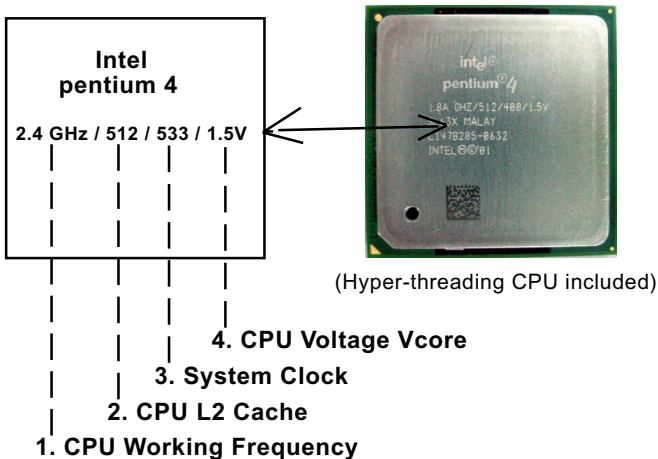 Intel
pentium 4
2.4 GHz / 512 / 533 / 1.5V
intel®
pentium®4
1.8A GHZ/512/400/1.5V
MALAY
L147B285-0632
INTEL®©'01
(Hyper-threading CPU included)
4. CPU Voltage Vcore
3. System Clock
2. CPU L2 Cache
1. CPU Working Frequency